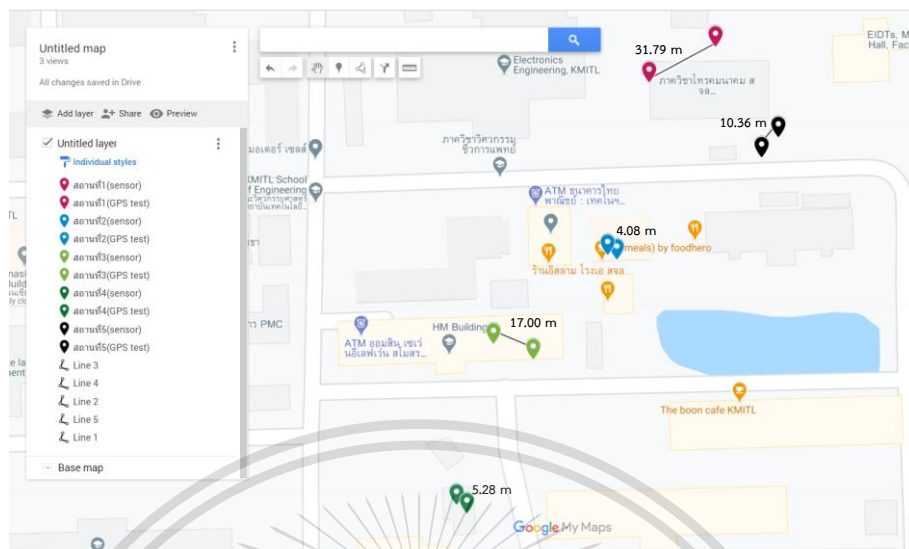 Untitled map
3 views
All changes saved in Drive
Add layer
Share
Preview
Untitled layer
Individual styles
สถานที่1(sensor)
สถานที่1(GPS test)
สถานที่2(sensor)
สถานที่2(GPS test)
สถานที่3(sensor)
สถานที่3(GPS test)
สถานที่4(sensor)
สถานที่4(GPS test)
สถานที่5(sensor)
สถานที่5(GPS test)
Line 3
Line 4
Line 2
Line 5
Line 1
Base map
31.79 m
EIDTs, M
Hall, Fac
Electronics
Engineering, KMITL
ภาควิชาโทรคมนาคม ส
จล...
10.36 m
ภาควิชาวิศวกรรม
ชีวการแพทย์
มอเตอร์ เซลส์
KMITL School
of Engineering
ATM ธนาคารไทย
พาณิชย์ : เทคโนฯ...
4.08 m
meals) by foodhero
ร้านอิสลาม โรงเอ สจล
PMC
HM Building
17.00 m
ATM ออมสิน, เซเว่
นอีเลฟเว่น สโมสร...
The boon cafe KMITL
5.28 m
Google My Maps